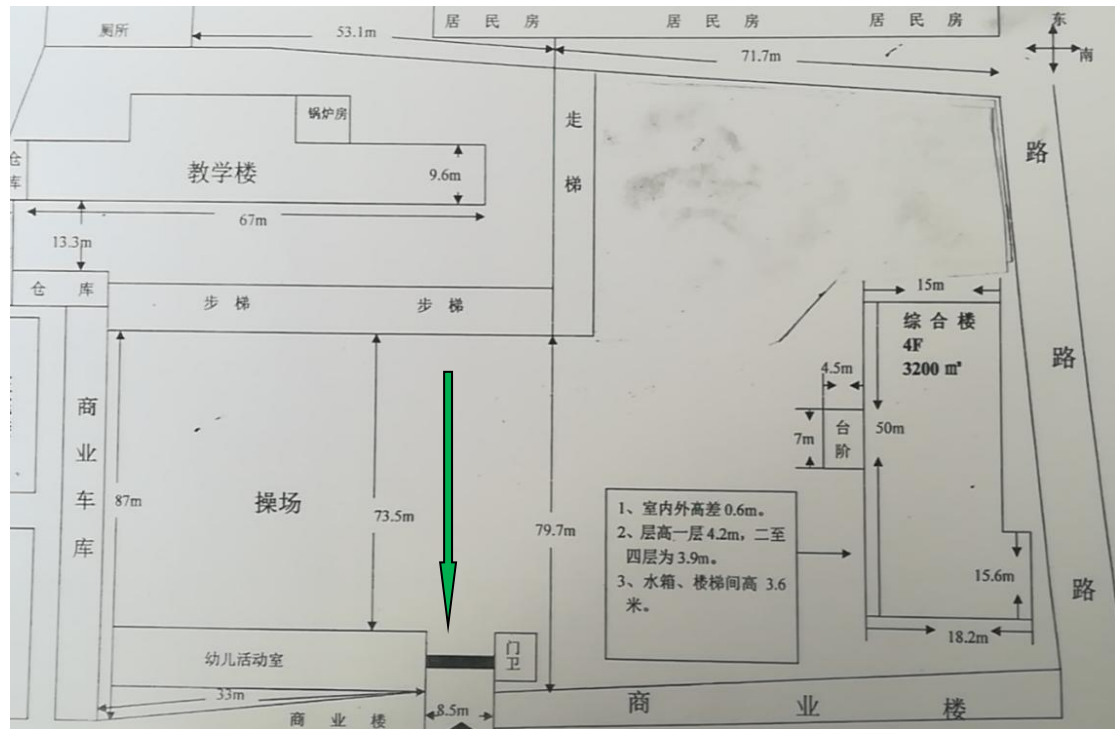 厕所
53.1m
居 民 房
居 民 房
居 民 房
东
南
71.7m
锅炉房
走
梯
路
仓
库
教学楼
9.6m
67m
13.3m
仓 库
步 梯
步 梯
15m
综 合 楼
4F
3200 ㎡
路
4.5m
商
业
车
库
7m
台
阶
50m
87m
操场
73.5m
79.7m
1、室内外高差 0.6m。
2、层高一层 4.2m，二至
四层为 3.9m。
3、水箱、楼梯间高 3.6
米。
15.6m
路
18.2m
幼儿活动室
门
卫
33m
商 业 楼
8.5m
商 业 楼